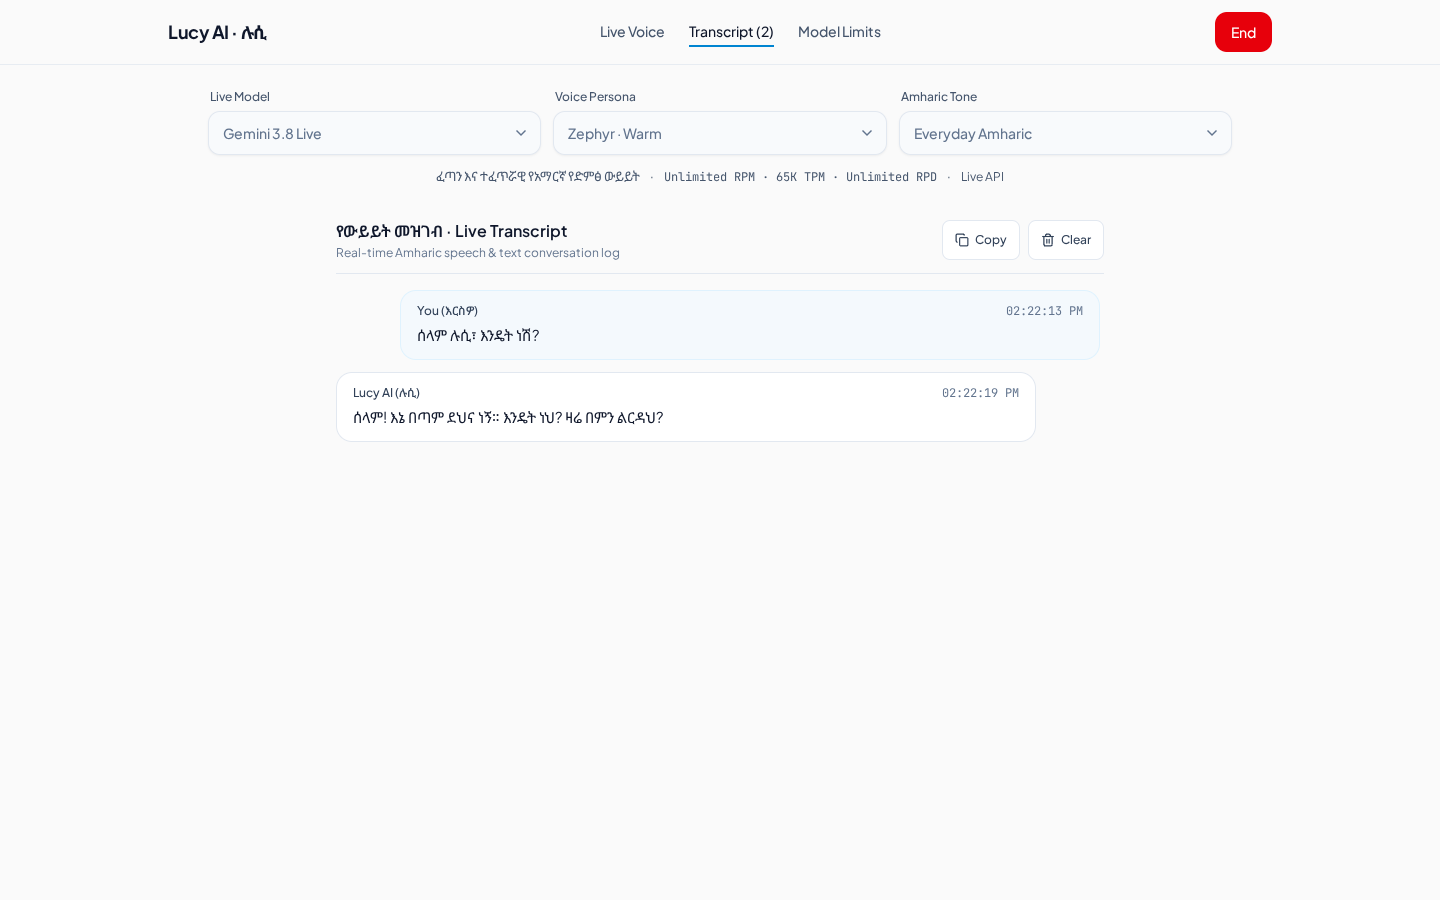 Lucy AI · ሉሲ
Live Voice
Transcript (2)
Model Limits
End
Live Model
Voice Persona
Amharic Tone
Gemini 3.8 Live
Zephyr · Warm
Everyday Amharic
ፈጣን እና ተፈጥሯዊ የአማርኛ የድምፅ ውይይት · Unlimited RPM · 65K TPM · Unlimited RPD · Live API
የውይይት መዝገብ · Live Transcript
Real-time Amharic speech & text conversation log
Copy
Clear
You (እርስዎ)
02:22:13 PM
ሰላም ሉሲ፣ እንዴት ነሽ?
Lucy AI (ሉሲ)
02:22:19 PM
ሰላም! እኔ በጣም ደህና ነኝ። እንዴት ነህ? ዛሬ በምን ልርዳህ?